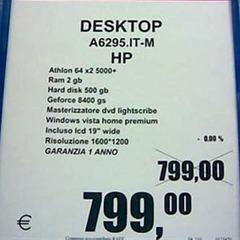 DESKTOP
A6295.IT-M
HP
Athlon 64 x2 5000+
Ram 2 gb
Hard disk 500 gb
Geforce 8400 gs
Masterizzatore dvd lightscribe
Windows vista home premium
Incluso lcd 19" wide
Risoluzione 1600*1200
GARANZIA 1 ANNO
- 0.00 %
799,00
€ 799,00